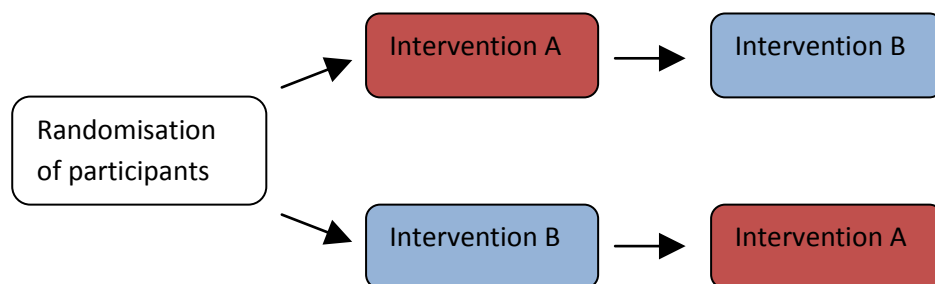 Intervention A
Intervention B
Randomisation
of participants
Intervention B
Intervention A